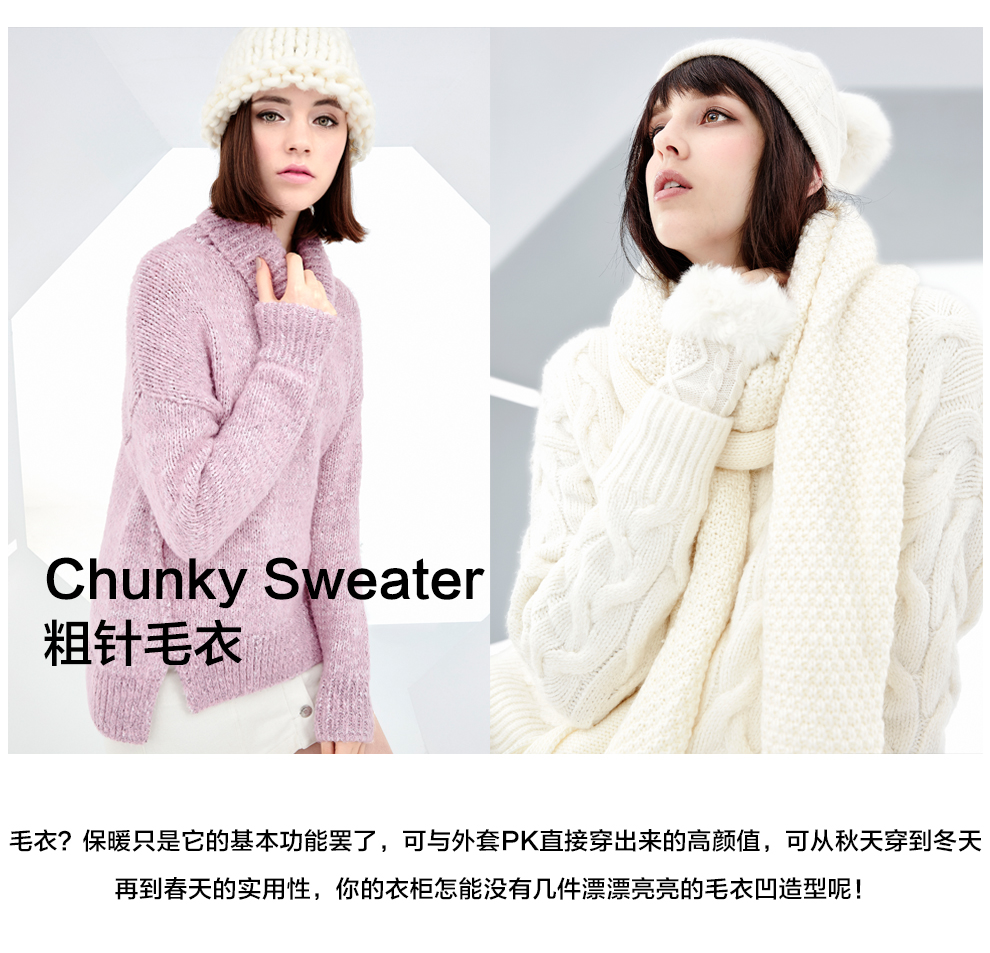 Chunky Sweater
粗针毛衣
毛衣？保暖只是它的基本功能罢了，可与外套PK直接穿出来的高颜值，可从秋天穿到冬天
再到春天的实用性，你的衣柜怎能没有几件漂漂亮亮的毛衣凹造型呢！